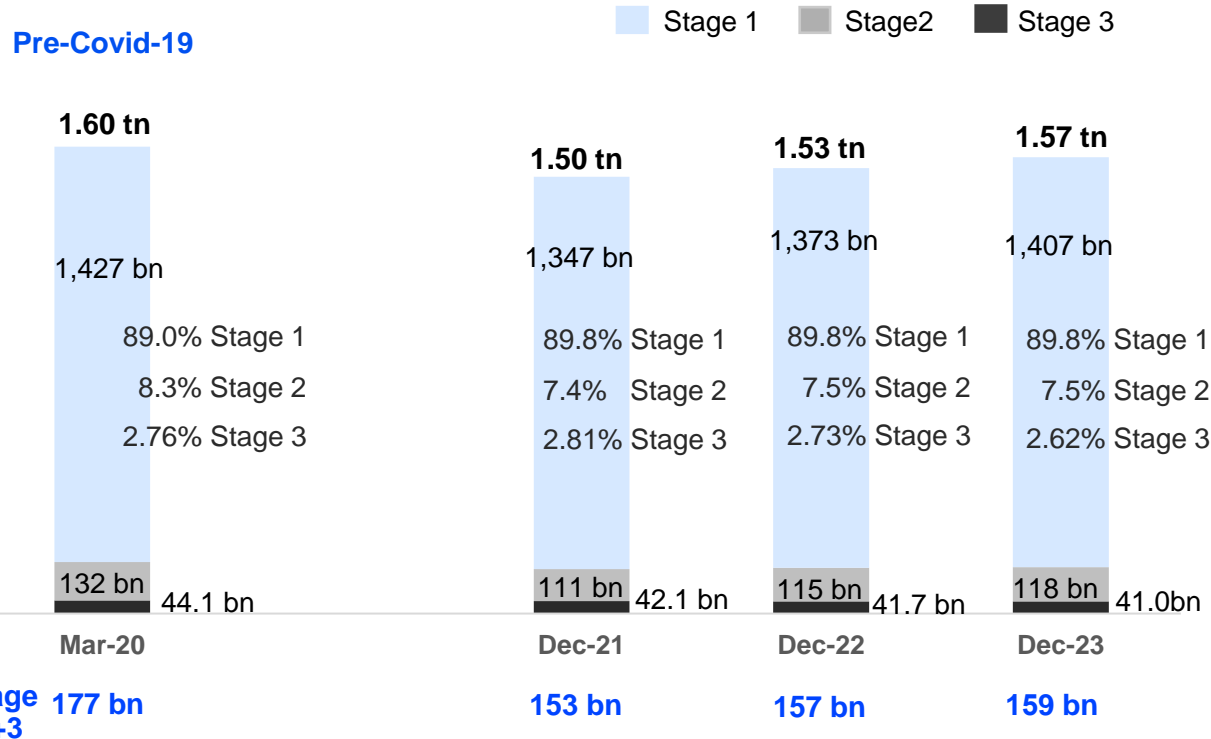 Stage 1 Stage2 Stage 3
Pre-Covid-19
1.60 tn 1.50 tn 1.53 tn 1.57 tn
1,427 bn 1,347 bn 1,373 bn 1,407 bn
89.0% Stage 1 89.8% Stage 1 89.8% Stage 1 89.8% Stage 1
8.3% Stage 2 7.4% Stage 2 7.5% Stage 2 7.5% Stage 2
2.76% Stage 3 2.81% Stage 3 2.73% Stage 3 2.62% Stage 3
132 bn 111 bn 115 bn 118 bn
44.1 bn 42.1 bn 41.7 bn 41.0bn
Mar-20 Dec-21 Dec-22 Dec-23
177 bn 153 bn 157 bn 159 bn
-3